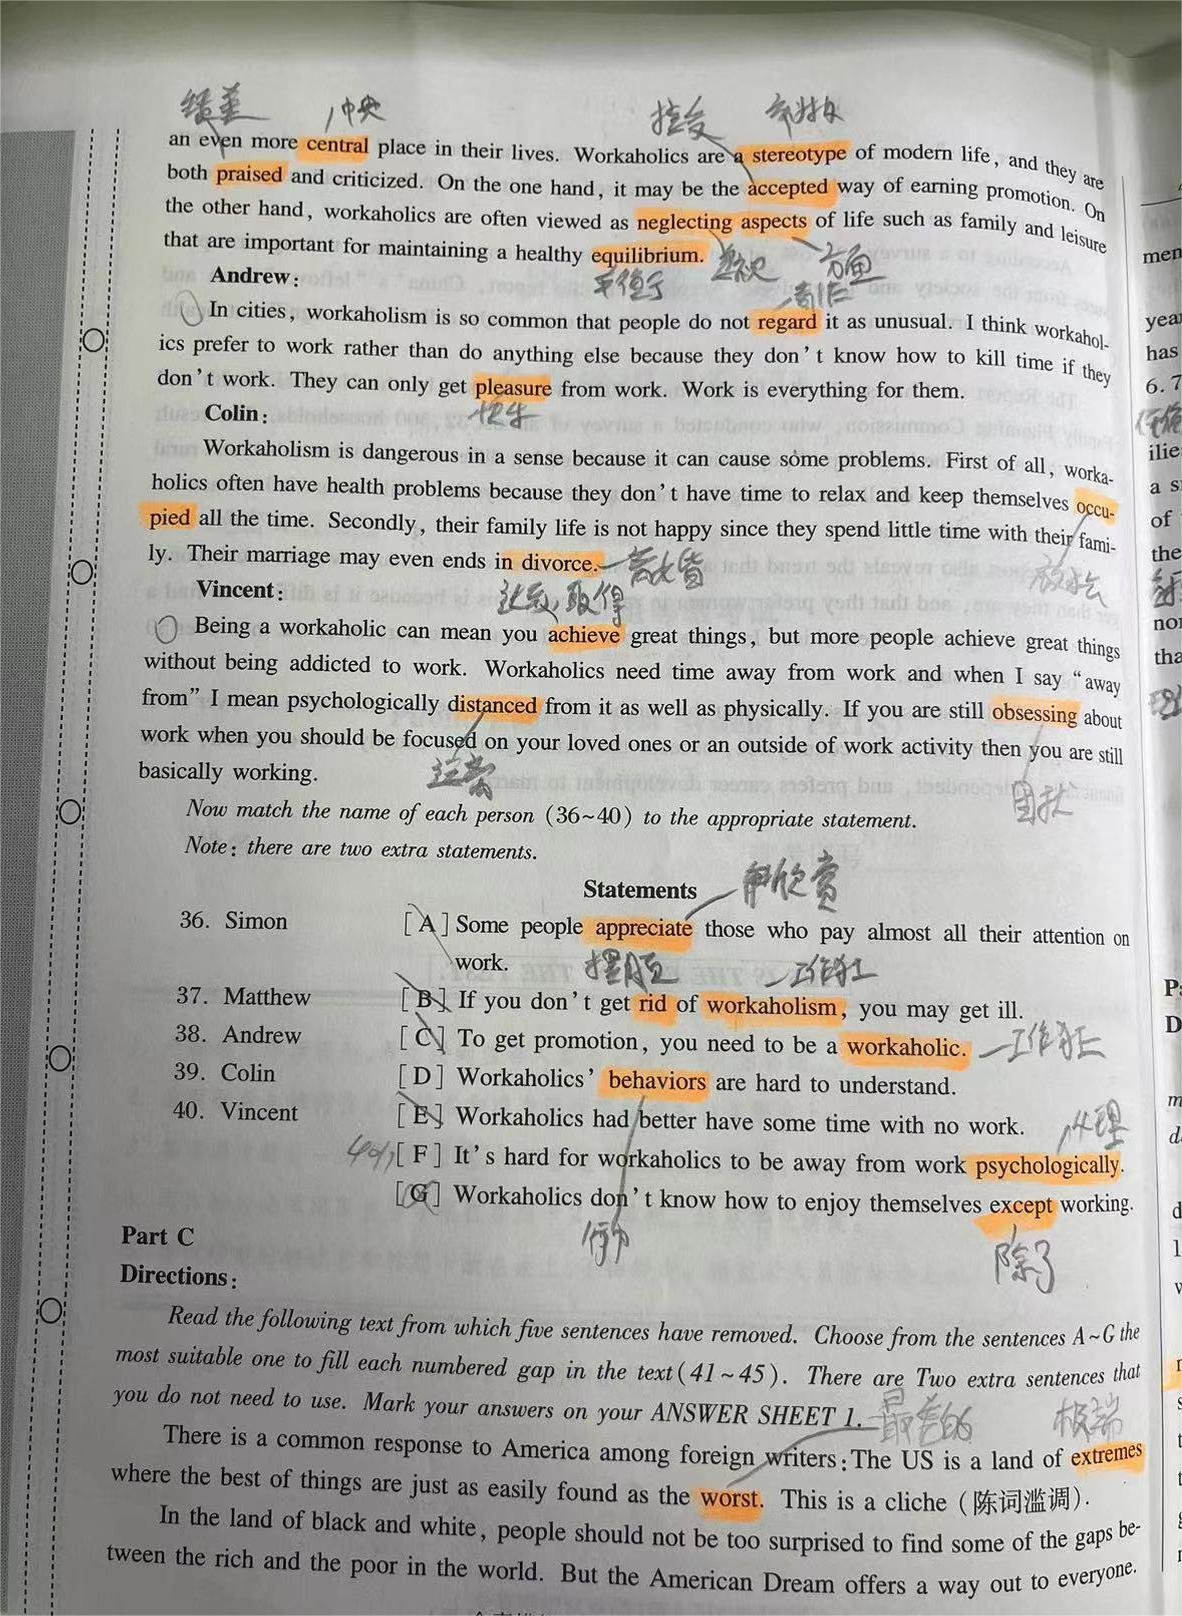 中央
an even more central place in their lives. Workaholics are a stereotype of modern life, and they are
both praised and criticized. On the one hand, it may be the accepted way of earning promotion. On
the other hand, workaholics are often viewed as neglecting aspects of life such as family and leisure
that are important for maintaining a healthy equilibrium.
忽视 方面
平衡
Andrew:
In cities, workaholism is so common that people do not regard it as unusual. I think workahol-
ics prefer to work rather than do anything else because they don't know how to kill time if they
don't work. They can only get pleasure from work. Work is everything for them.
Colin: 快乐
Workaholism is dangerous in a sense because it can cause some problems. First of all, worka-
holics often have health problems because they don't have time to relax and keep themselves occu-
pied all the time. Secondly, their family life is not happy since they spend little time with their fami-
ly. Their marriage may even ends in divorce.
Vincent: 达到,取得
Being a workaholic can mean you achieve great things, but more people achieve great things
without being addicted to work. Workaholics need time away from work and when I say "away
from" I mean psychologically distanced from it as well as physically. If you are still obsessing about
work when you should be focused on your loved ones or an outside of work activity then you are still
basically working.
困扰
Now match the name of each person (36~40) to the appropriate statement.
Note: there are two extra statements.
Statements 欣赏
36. Simon [A] Some people appreciate those who pay almost all their attention on
work. 摆脱 工作狂
37. Matthew [B] If you don't get rid of workaholism, you may get ill.
38. Andrew [C] To get promotion, you need to be a workaholic. 工作狂
39. Colin [D] Workaholics' behaviors are hard to understand.
40. Vincent [E] Workaholics had better have some time with no work.
心理
[F] It's hard for workaholics to be away from work psychologically.
[G] Workaholics don't know how to enjoy themselves except working.
行为 除了
Part C
Directions:
Read the following text from which five sentences have removed. Choose from the sentences A~G the
most suitable one to fill each numbered gap in the text(41~45). There are Two extra sentences that
you do not need to use. Mark your answers on your ANSWER SHEET 1.
最差的 极端
There is a common response to America among foreign writers: The US is a land of extremes
where the best of things are just as easily found as the worst. This is a cliche (陈词滥调).
In the land of black and white, people should not be too surprised to find some of the gaps be-
tween the rich and the poor in the world. But the American Dream offers a way out to everyone.
men
yea
has
6.7
ilie
a s
of
the
nor
tha